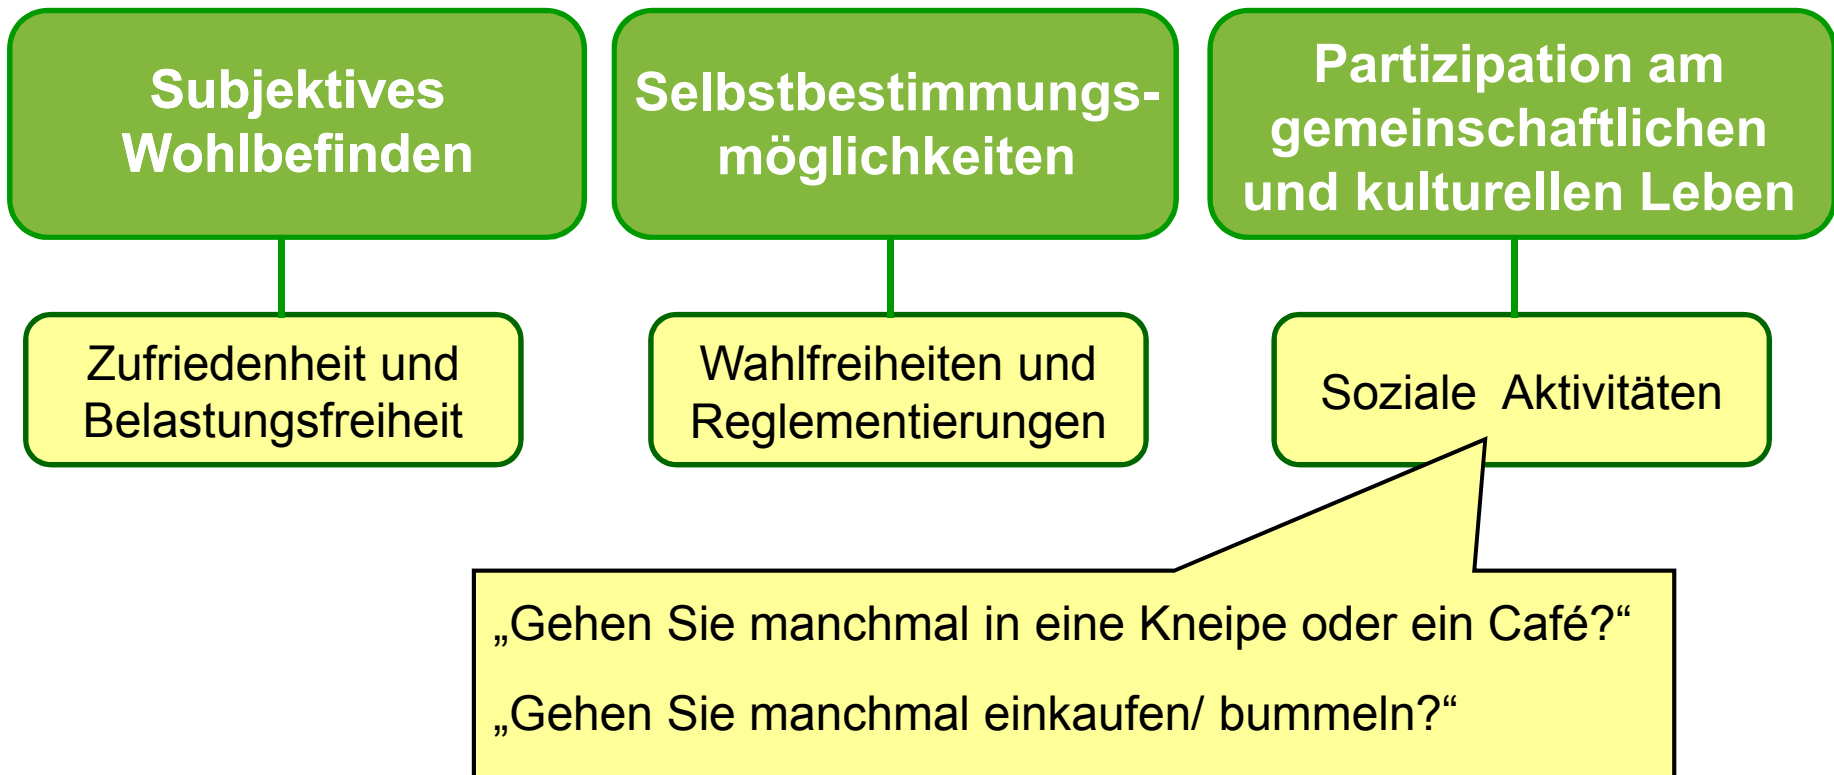 Subjektives
Wohlbefinden
Selbstbestimmungs-
möglichkeiten
Partizipation am
gemeinschaftlichen
und kulturellen Leben
Zufriedenheit und
Belastungsfreiheit
Wahlfreiheiten und
Reglementierungen
Soziale Aktivitäten
„Gehen Sie manchmal in eine Kneipe oder ein Café?“
„Gehen Sie manchmal einkaufen/ bummeln?“